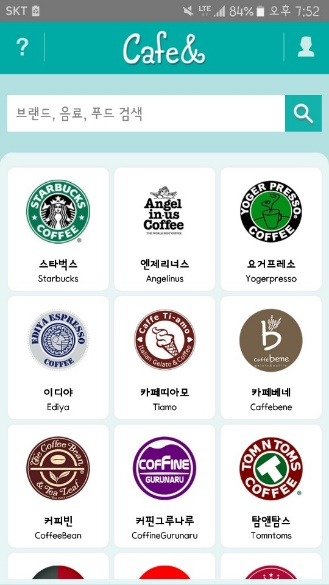 SKT LTE 84% 오후 7:52
? Cafe&
브랜드, 음료, 푸드 검색
STARBUCKS COFFEE
Angel in-us Coffee
YOGER PRESSO COFFEE
스타벅스
엔제리너스
요거프레소
Starbucks
Angelinus
Yogerpresso
EDIYA ESPRESSO COFFEE
Caffe Ti-amo Italian Gelato & Coffee
b caffébene
이디야
카페띠아모
카페베네
Ediya
Tiamo
Caffebene
The Coffee Bean & Tea Leaf
COFFINE GURUNARU
TOM N TOMS COFFEE
커피빈
커핀그루나루
탐앤탐스
CoffeeBean
CoffineGurunaru
Tomntoms